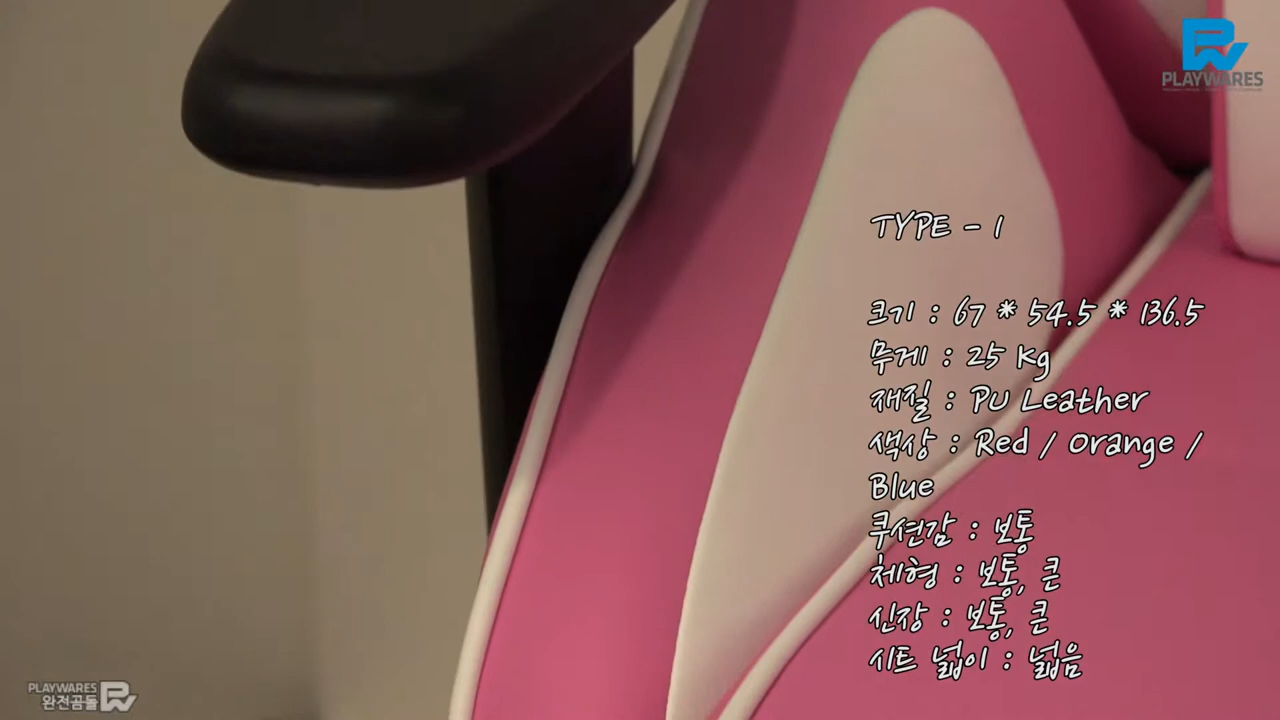 PLAYWARES
TYPE - 1
크기 : 67 * 54.5 * 136.5
무게 : 25 Kg
재질 : PU Leather
색상 : Red / Orange /
Blue
쿠션감 : 보통
체형 : 보통, 큰
신장 : 보통, 큰
시트 넓이 : 넓음
PLAYWARES
완전곰돌